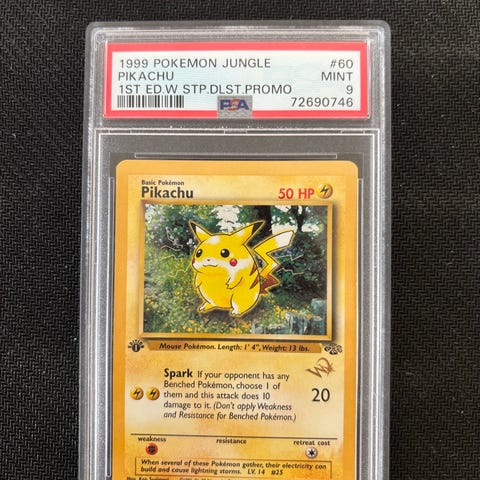 1999 POKEMON JUNGLE #60
PIKACHU MINT
1ST ED.W STP.DLST.PROMO 9
PSA 72690746
Basic Pokémon
Pikachu 50 HP
Mouse Pokémon. Length: 1' 4", Weight: 13 lbs.
W
Spark If your opponent has any
Benched Pokémon, choose 1 of
them and this attack does 10
damage to it. (Don't apply Weakness
and Resistance for Benched Pokémon.)
20
weakness resistance retreat cost
When several of these Pokémon gather, their electricity can
build and cause lightning storms. LV. 14 #25